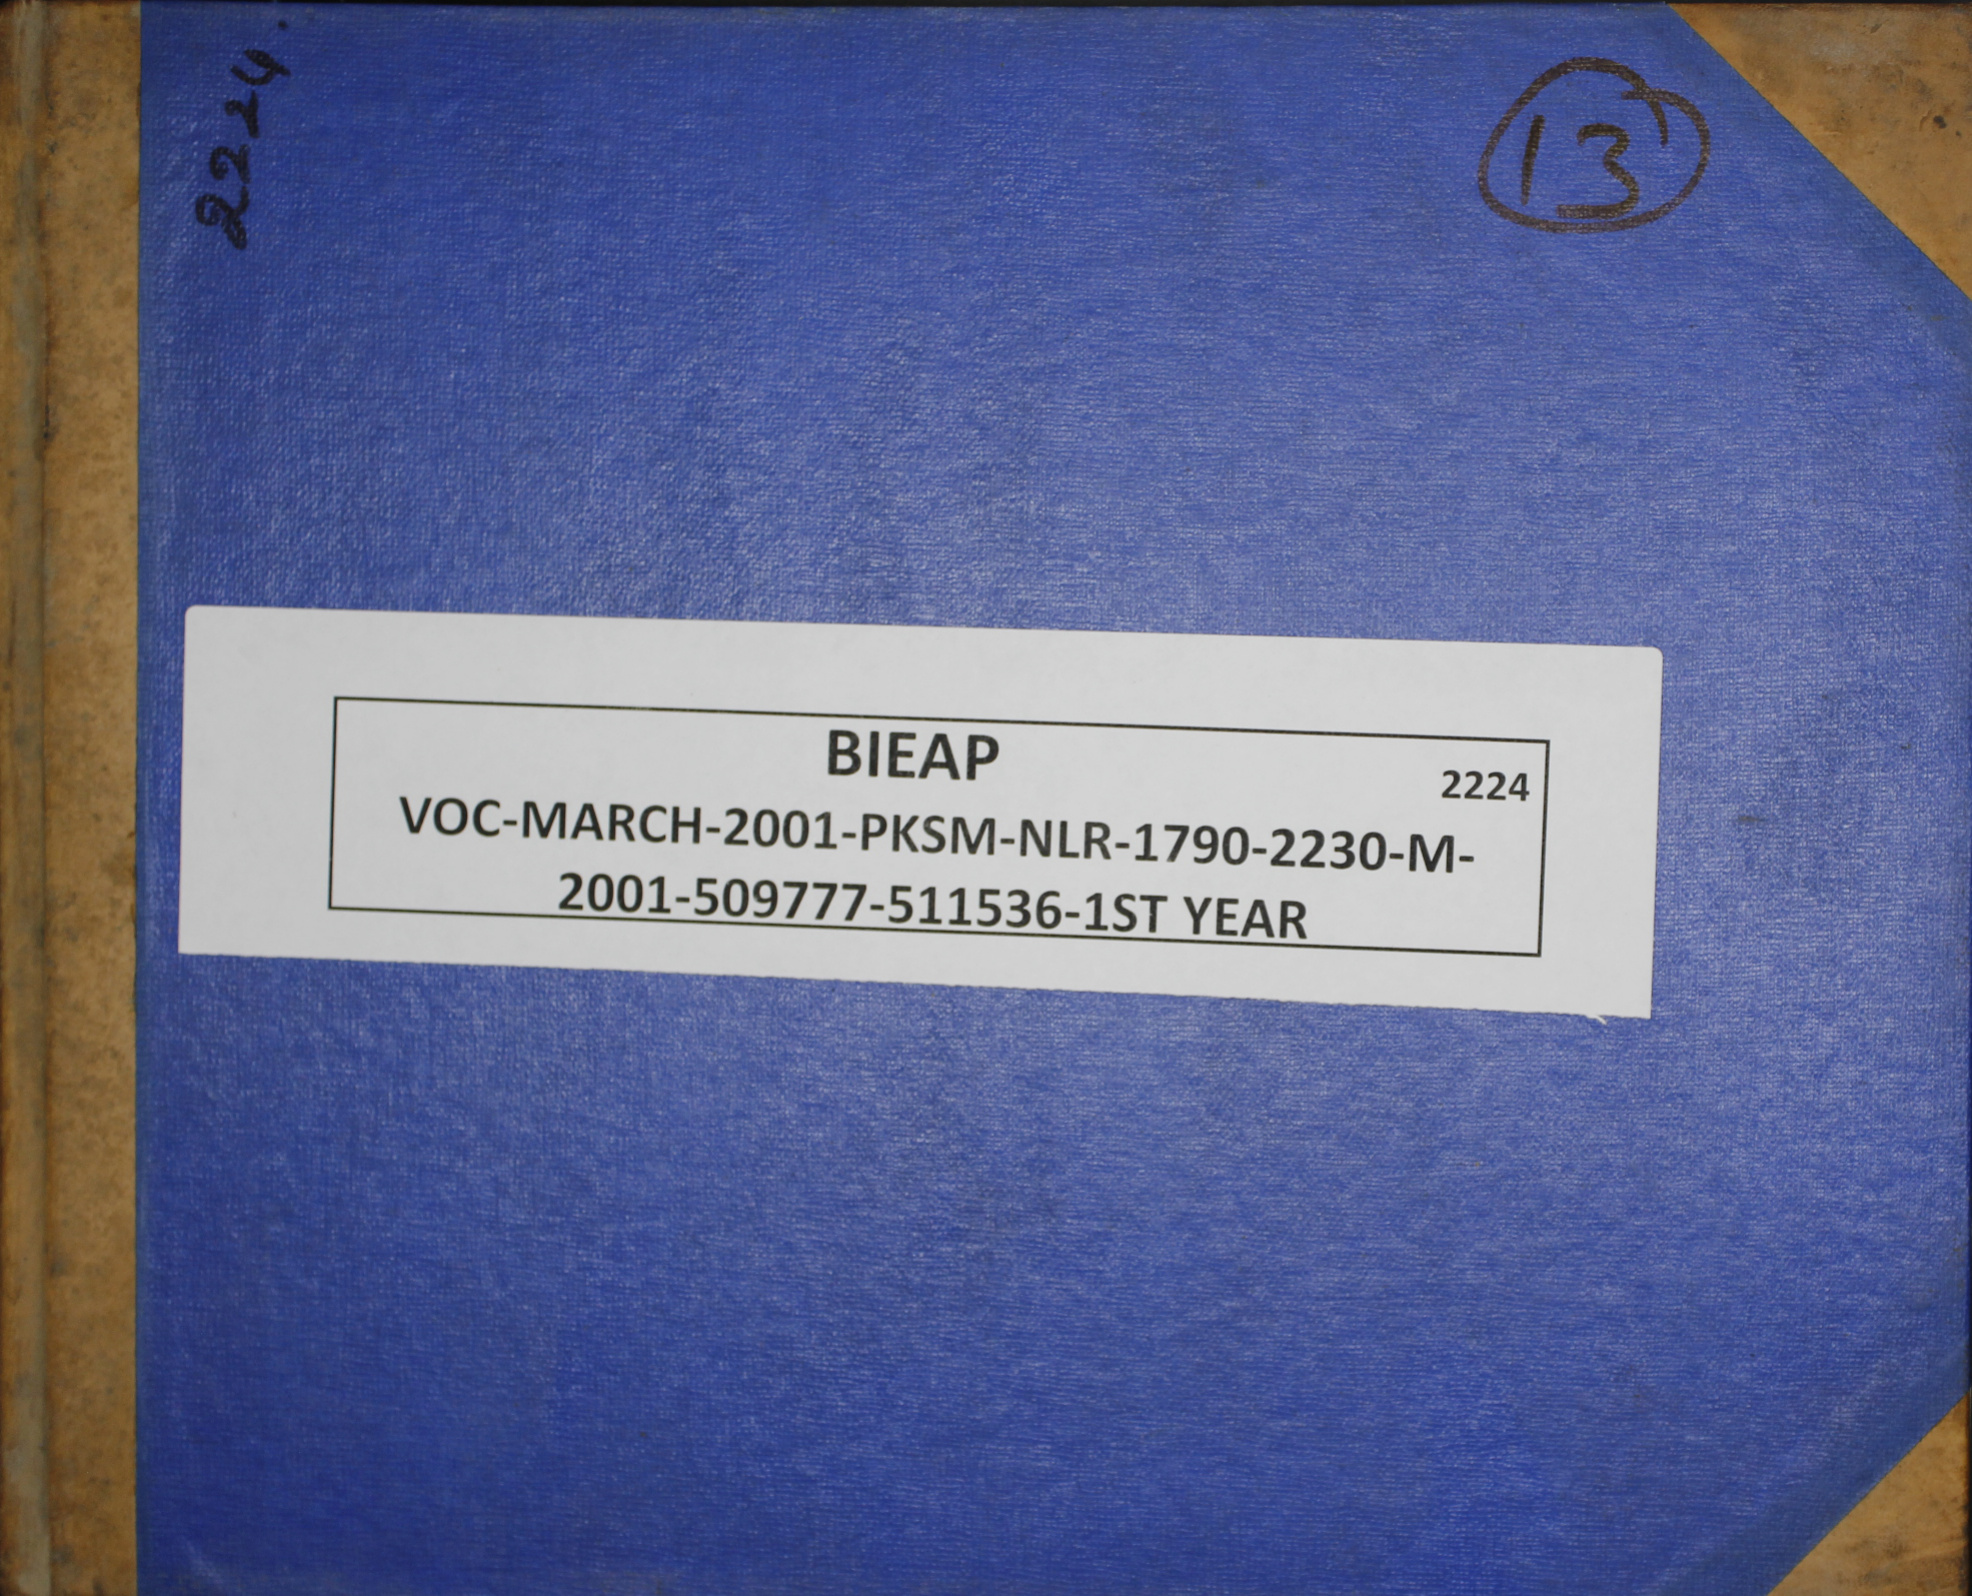 2224.
13
BIEAP
2224
VOC-MARCH-2001-PKSM-NLR-1790-2230-M-
2001-509777-511536-1ST YEAR